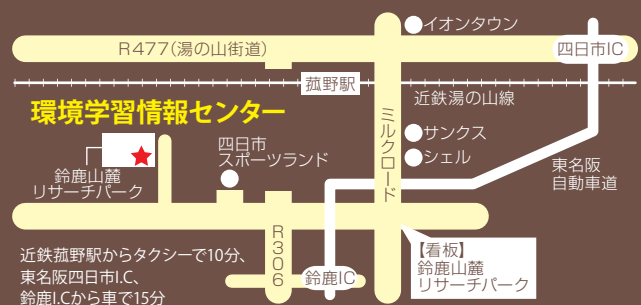 イオンタウン
R477(湯の山街道)
四日市IC
菰野駅
近鉄湯の山線
環境学習情報センター
ミルクロード
サンクス
シェル
四日市
スポーツランド
東名阪
自動車道
鈴鹿山麓
リサーチパーク
R306
【看板】
鈴鹿山麓
リサーチパーク
鈴鹿IC
近鉄菰野駅からタクシーで10分、
東名阪四日市I.C、
鈴鹿I.Cから車で15分